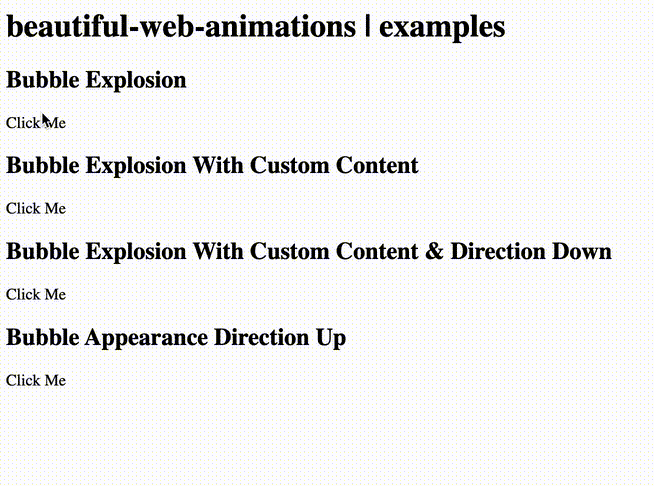 beautiful-web-animations | examples
Bubble Explosion
Click Me
Bubble Explosion With Custom Content
Click Me
Bubble Explosion With Custom Content & Direction Down
Click Me
Bubble Appearance Direction Up
Click Me